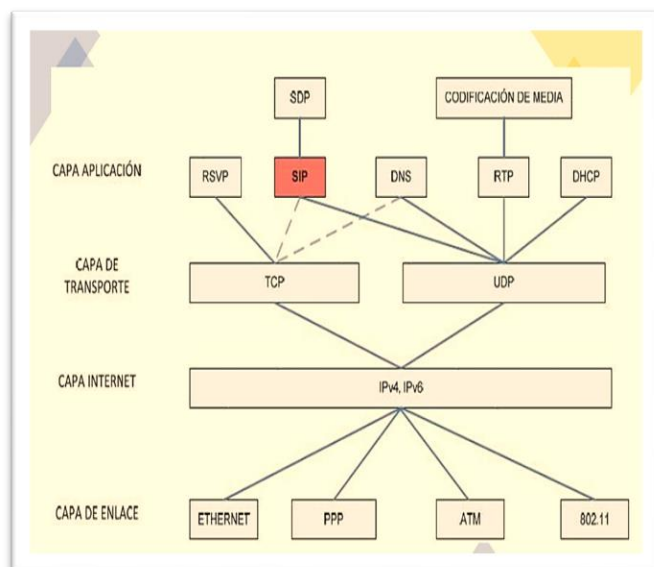 SDP
CODIFICACIÓN DE MEDIA
CAPA APLICACIÓN
RSVP
SIP
DNS
RTP
DHCP
CAPA DE
TRANSPORTE
TCP
UDP
CAPA INTERNET
IPv4, IPv6
CAPA DE ENLACE
ETHERNET
PPP
ATM
802.11